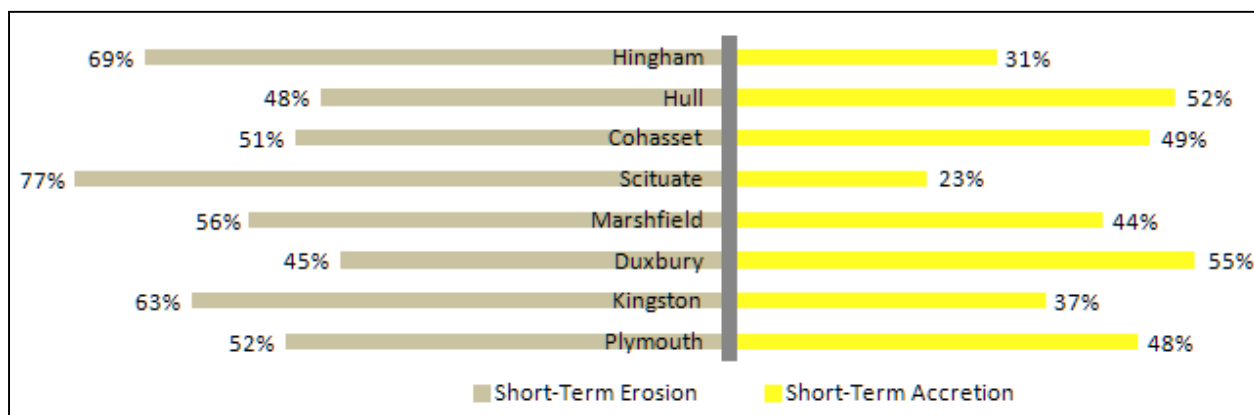 69% Hingham 31%
48% Hull 52%
51% Cohasset 49%
77% Scituate 23%
56% Marshfield 44%
45% Duxbury 55%
63% Kingston 37%
52% Plymouth 48%
Short-Term Erosion Short-Term Accretion